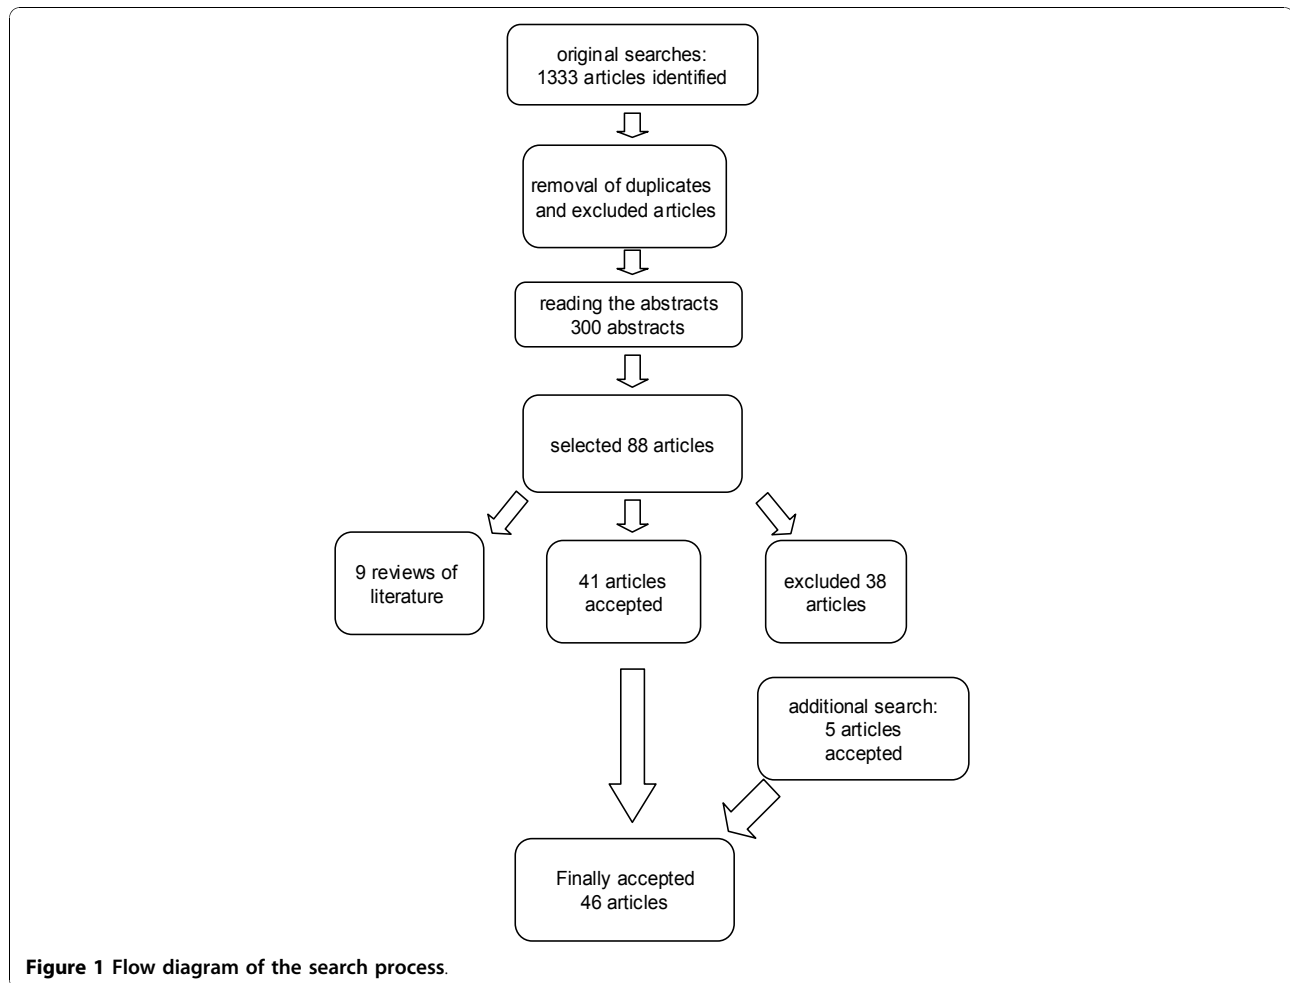 original searches:
1333 articles identified
removal of duplicates
and excluded articles
reading the abstracts
300 abstracts
selected 88 articles
9 reviews of
literature
41 articles
accepted
excluded 38
articles
additional search:
5 articles
accepted
Finally accepted
46 articles
Figure 1 Flow diagram of the search process.